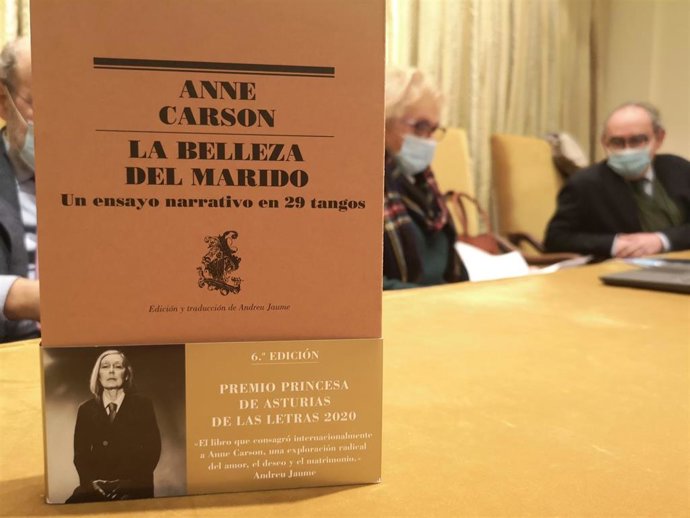 ANNE
CARSON
LA BELLEZA
DEL MARIDO
Un ensayo narrativo en 29 tangos
Edición y traducción de Andreu Jaume
6.ª EDICIÓN
PREMIO PRINCESA
DE ASTURIAS
DE LAS LETRAS 2020
«El libro que consagró internacionalmente
a Anne Carson, una exploración radical
del amor, el deseo y el matrimonio.»
Andreu Jaume